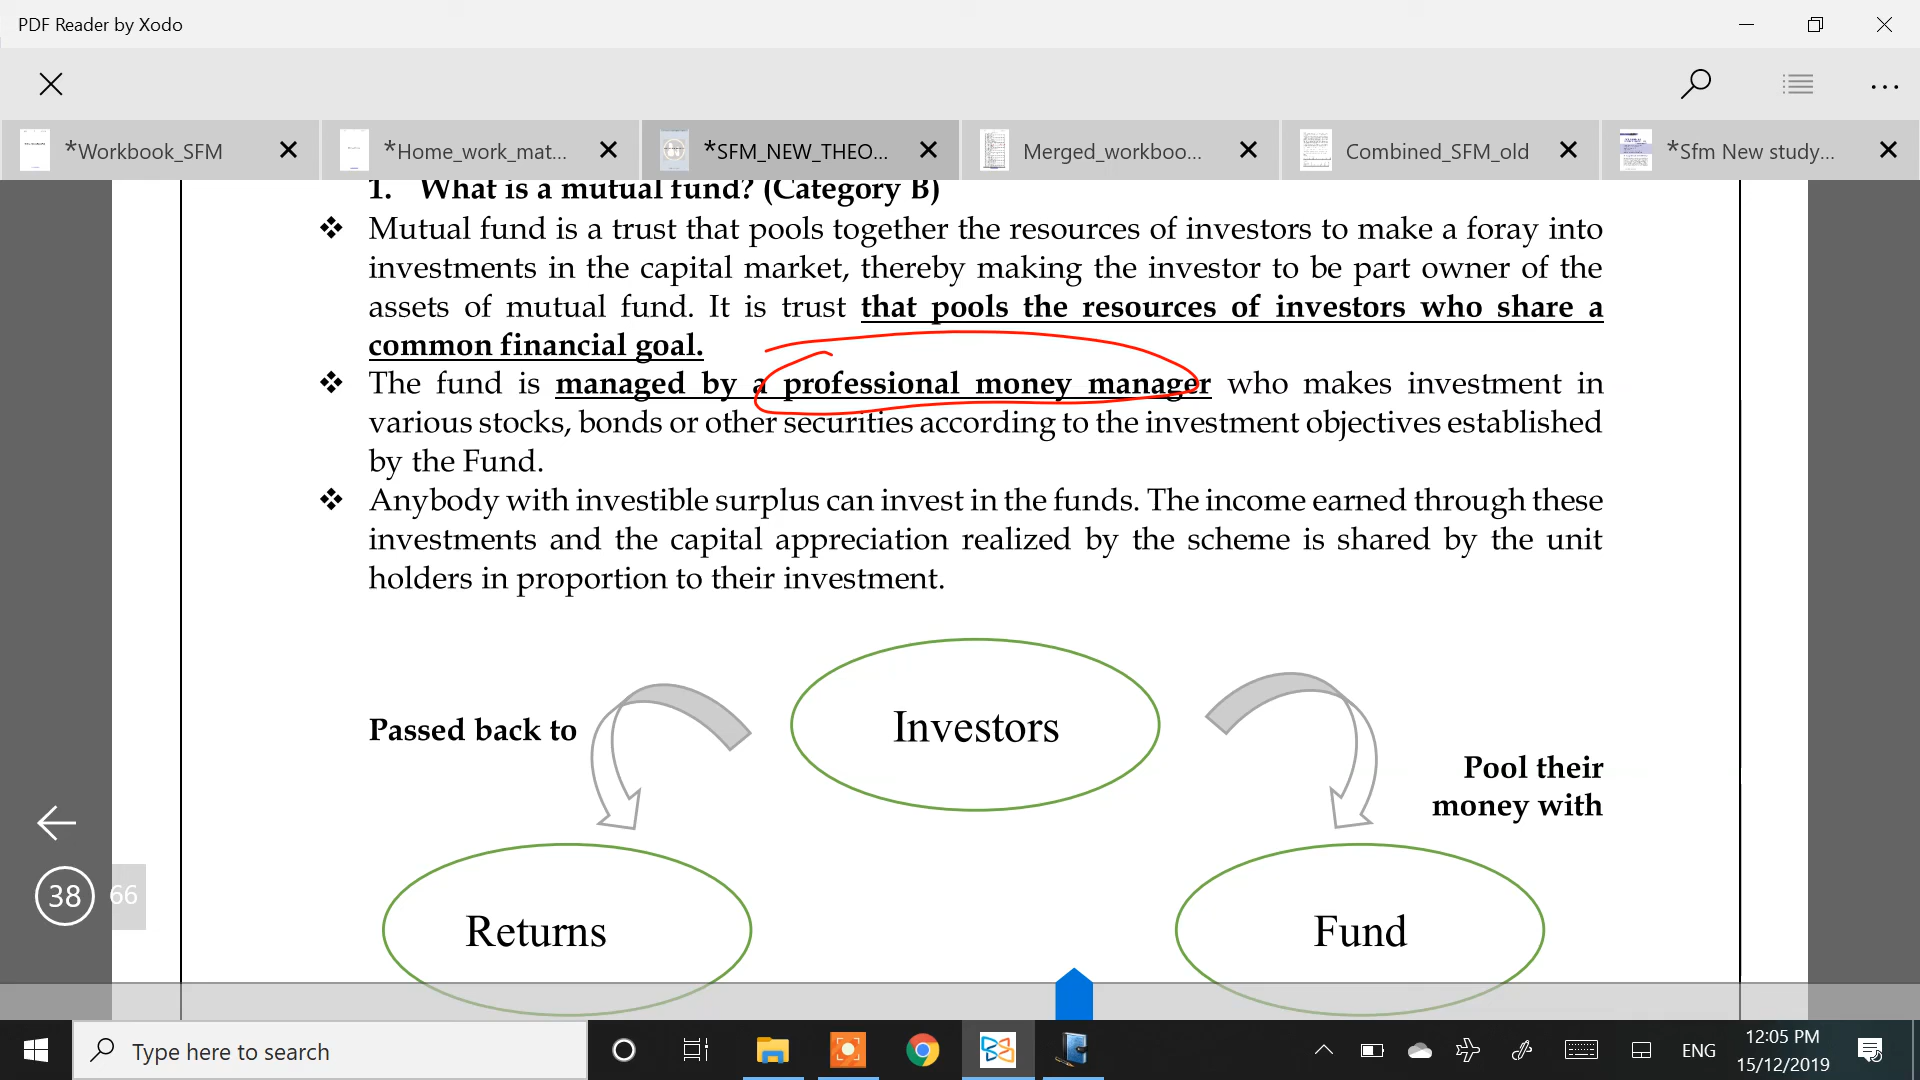 PDF Reader by Xodo
*Workbook_SFM
*Home_work_mat...
*SFM_NEW_THEO...
Merged_workboo...
Combined_SFM_old
*Sfm New study...
1. What is a mutual fund? (Category B)
❖ Mutual fund is a trust that pools together the resources of investors to make a foray into
investments in the capital market, thereby making the investor to be part owner of the
assets of mutual fund. It is trust that pools the resources of investors who share a
common financial goal.
❖ The fund is managed by a professional money manager who makes investment in
various stocks, bonds or other securities according to the investment objectives established
by the Fund.
❖ Anybody with investible surplus can invest in the funds. The income earned through these
investments and the capital appreciation realized by the scheme is shared by the unit
holders in proportion to their investment.
Investors
Passed back to
Pool their
money with
38 66
Returns
Fund
Type here to search
ENG
12:05 PM
15/12/2019